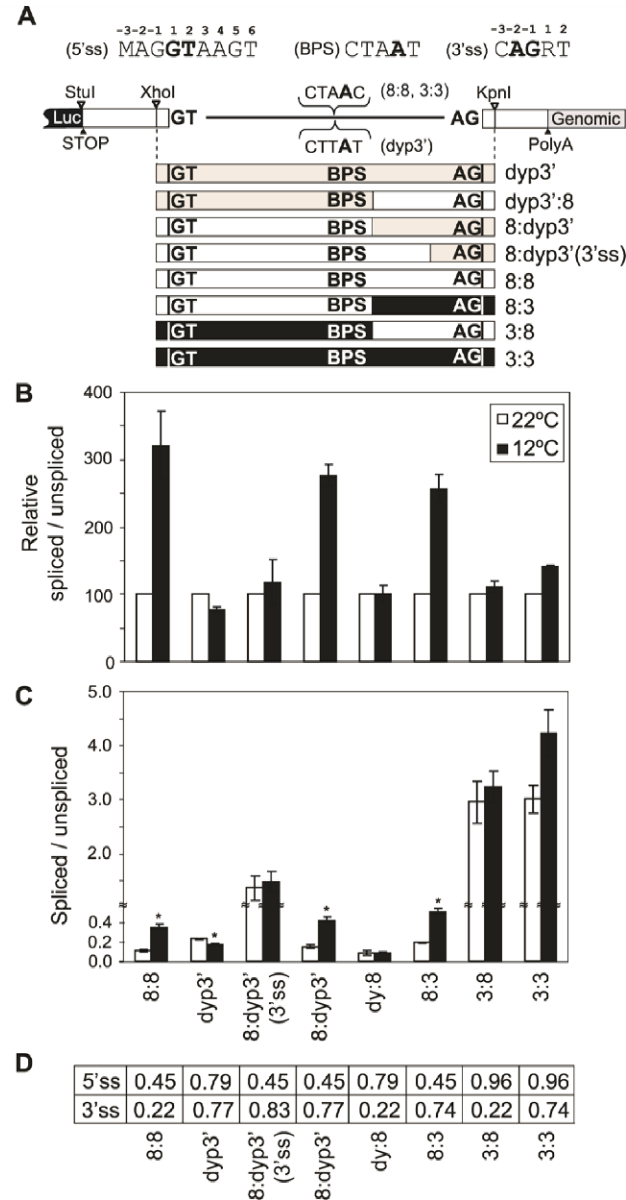 A
-3-2-1 1 2 3 4 5 6
(5'ss) MAGGTAAGT
(BPS) CTAAT
-3-2-1 1 2
(3'ss) CAGRT
StuI
XhoI
CTAAC (8:8, 3:3)
KpnI
Luc
GT
AG
Genomic
STOP
CTTAT (dyp3')
PolyA
GT BPS AG dyp3'
GT BPS AG dyp3':8
GT BPS AG 8:dyp3'
GT BPS AG 8:dyp3'(3'ss)
GT BPS AG 8:8
GT BPS AG 8:3
GT BPS AG 3:8
GT BPS AG 3:3
B
Relative
spliced / unspliced
400
300
200
100
0
22ºC
12ºC
C
Spliced / unspliced
5.0
4.0
3.0
2.0
≈ ≈ ≈ ≈ ≈ ≈
0.4
0.2
0.0
* * * *
8:8
dyp3'
8:dyp3'
(3'ss)
8:dyp3'
dy:8
8:3
3:8
3:3
D
5'ss 0.45 0.79 0.45 0.45 0.79 0.45 0.96 0.96
3'ss 0.22 0.77 0.83 0.77 0.22 0.74 0.22 0.74
8:8
dyp3'
8:dyp3'
(3'ss)
8:dyp3'
dy:8
8:3
3:8
3:3